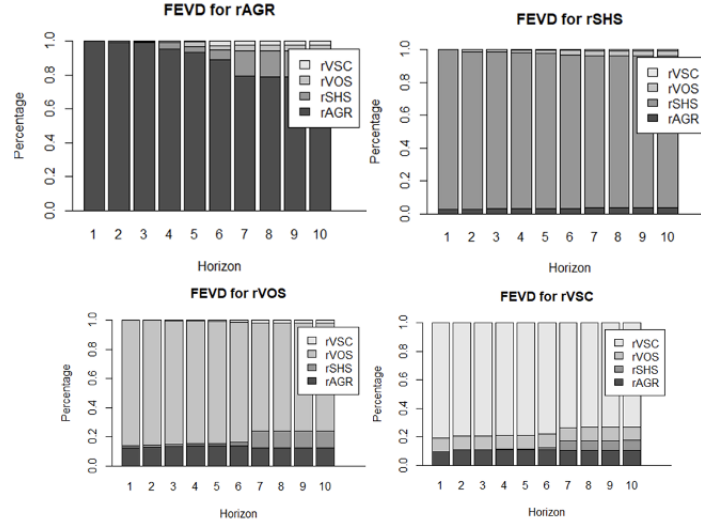 FEVD for rAGR
Percentage
1.0
0.8
0.6
0.4
0.2
0.0
rVSC
rVOS
rSHS
rAGR
1 2 3 4 5 6 7 8 9 10
Horizon
FEVD for rSHS
Percentage
1.0
0.8
0.6
0.4
0.2
0.0
rVSC
rVOS
rSHS
rAGR
1 2 3 4 5 6 7 8 9 10
Horizon
FEVD for rVOS
Percentage
1.0
0.8
0.6
0.4
0.2
0.0
rVSC
rVOS
rSHS
rAGR
1 2 3 4 5 6 7 8 9 10
Horizon
FEVD for rVSC
Percentage
1.0
0.8
0.6
0.4
0.2
0.0
rVSC
rVOS
rSHS
rAGR
1 2 3 4 5 6 7 8 9 10
Horizon